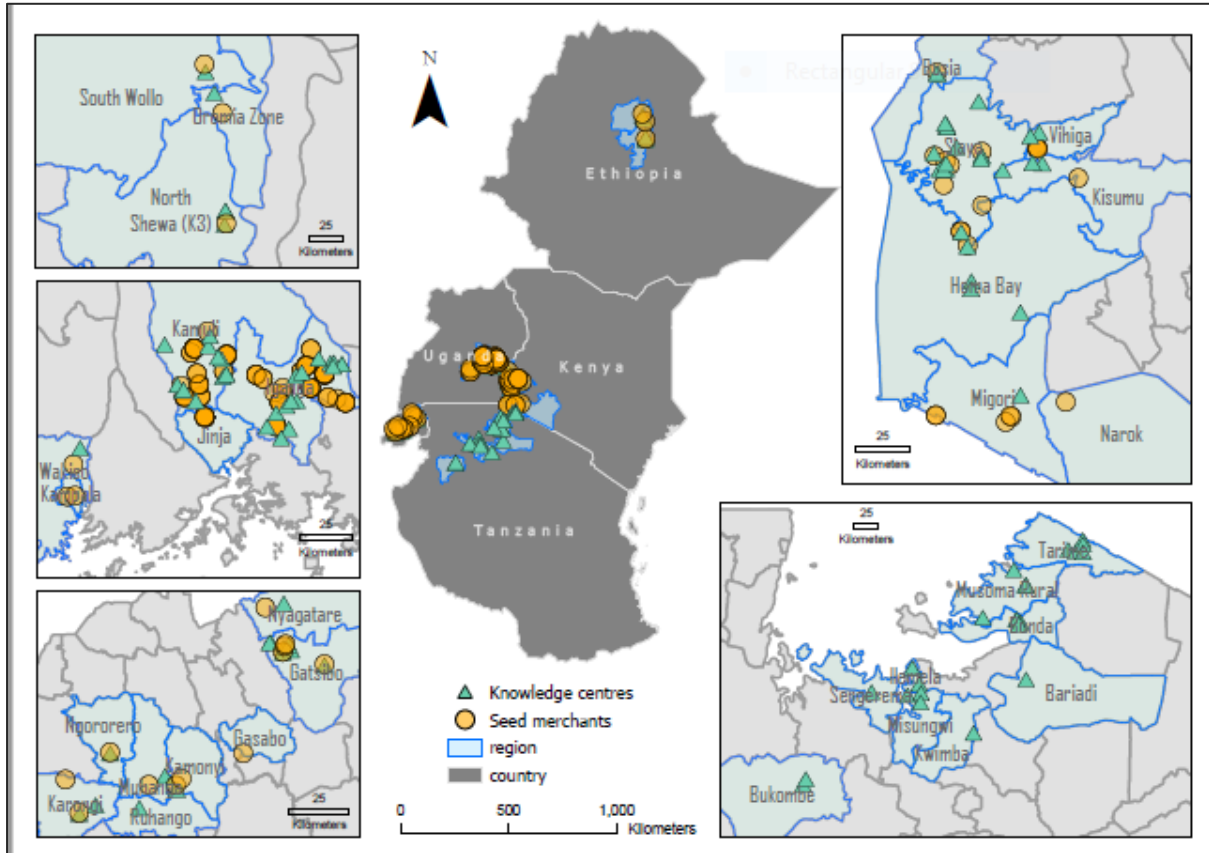 South Wollo
Oromia Zone
North
Shewa (K3)
25
Kilometers
N
Rectangular
Ethiopia
Uganda
Kenya
Tanzania
Busia
Siaya
Vihiga
Kisumu
Homa Bay
Migori
Narok
25
Kilometers
Kamuli
Iganga
Jinja
Wakiso
Kampala
25
Kilometers
Nyagatare
Gatsibo
Ngororero
Gasabo
Kamony
Muhanga
Karongi
Ruhango
25
Kilometers
Knowledge centres
Seed merchants
region
country
0 500 1,000
Kilometers
25
Kilometers
Tarime
Musoma Rural
Bunda
Sengerema
Bariadi
Misungwi
Kwimba
Bukombe